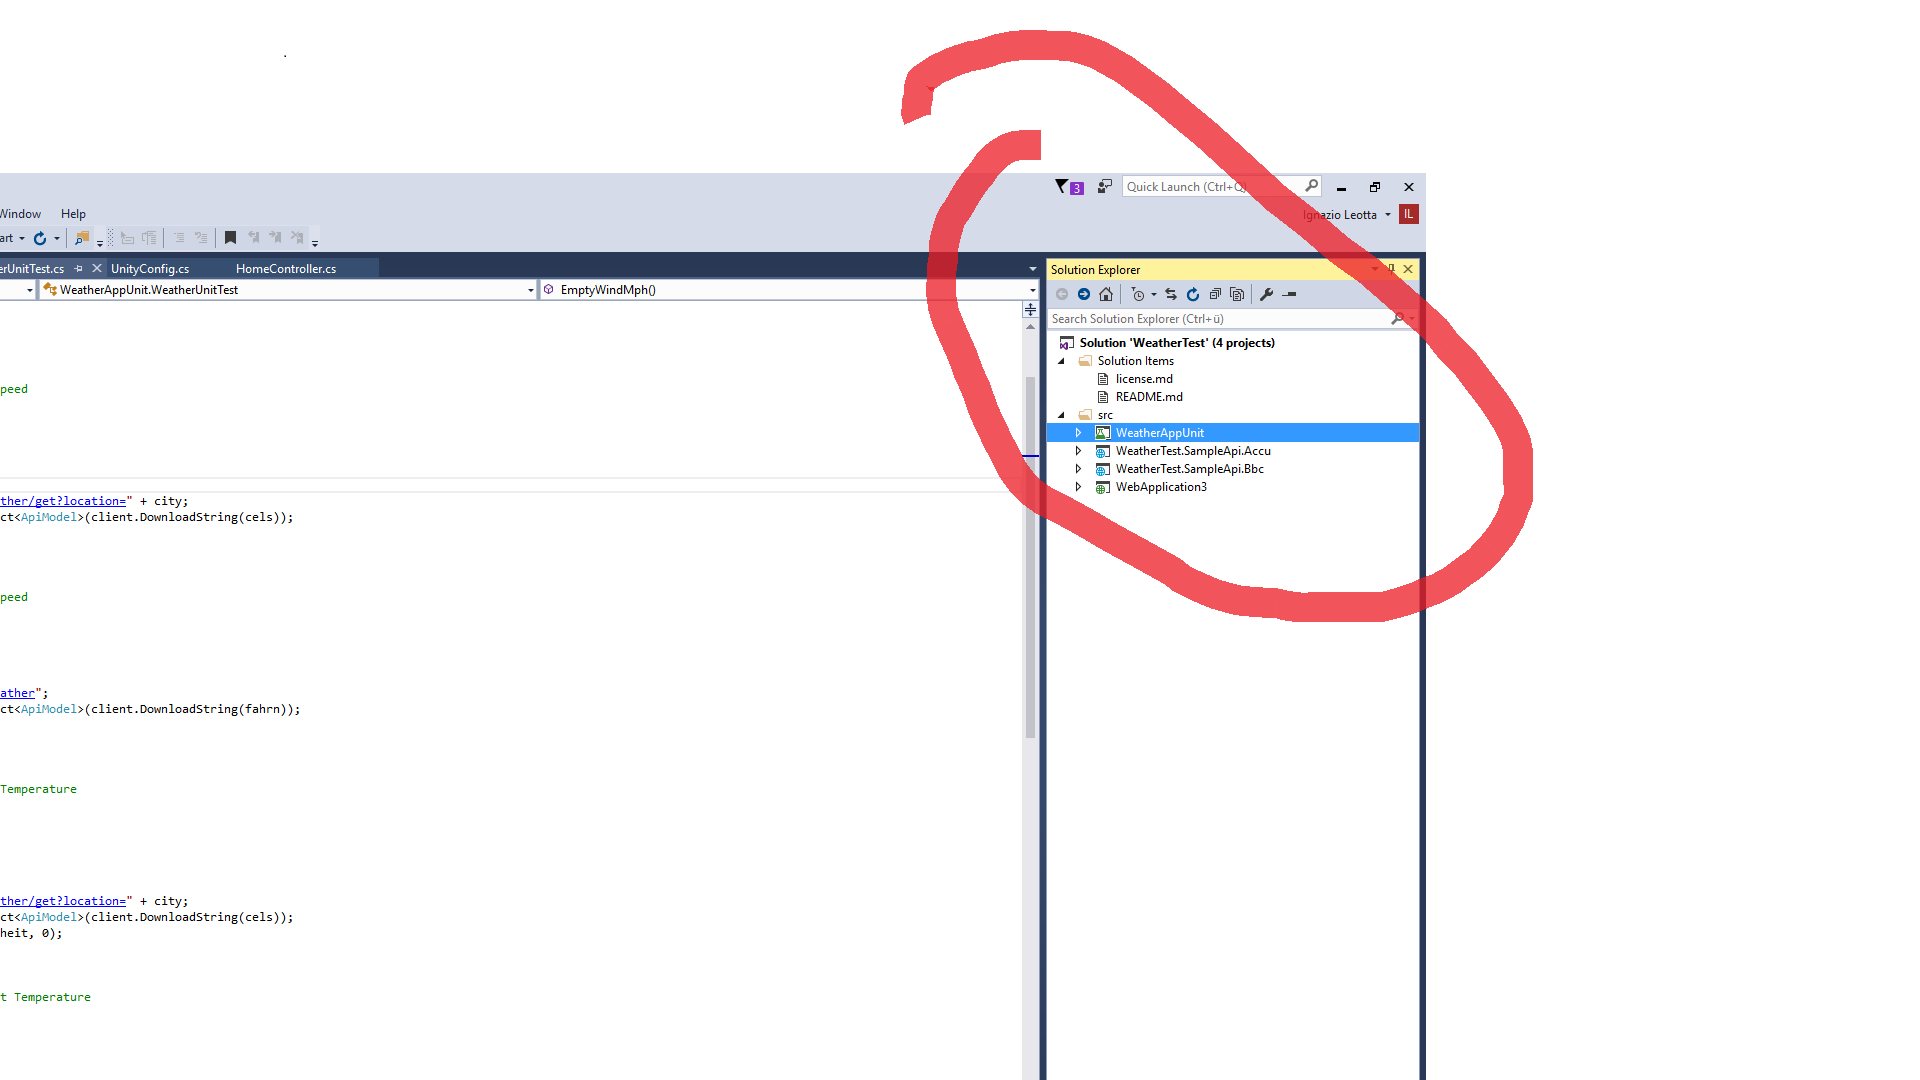 3 Quick Launch (Ctrl+Q)
Window Help
Ignazio Leotta IL
art
erUnitTest.cs UnityConfig.cs HomeController.cs
WeatherAppUnit.WeatherUnitTest EmptyWindMph()
peed
ther/get?location=" + city;
ct<ApiModel>(client.DownloadString(cels));
peed
ather";
ct<ApiModel>(client.DownloadString(fahrn));
Temperature
ther/get?location=" + city;
ct<ApiModel>(client.DownloadString(cels));
heit, 0);
t Temperature
Solution Explorer
Search Solution Explorer (Ctrl+ü)
Solution 'WeatherTest' (4 projects)
Solution Items
license.md
README.md
src
WeatherAppUnit
WeatherTest.SampleApi.Accu
WeatherTest.SampleApi.Bbc
WebApplication3